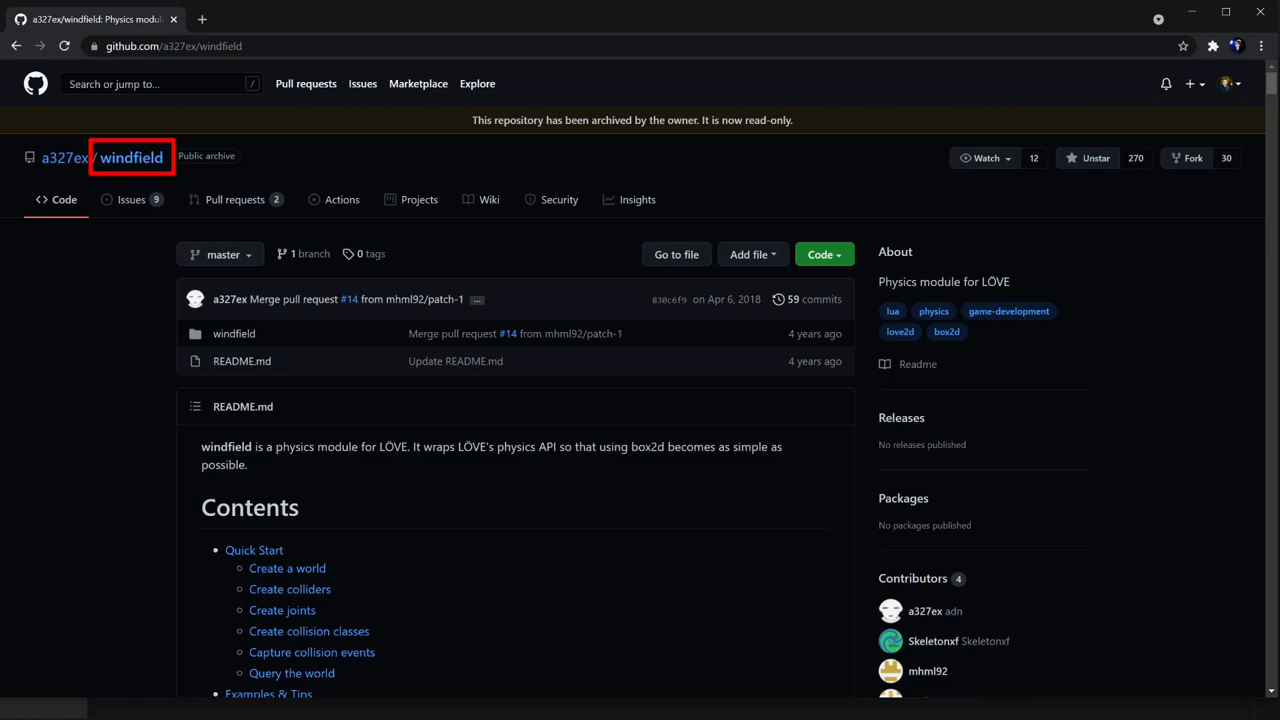 a327ex/windfield: Physics modul
github.com/a327ex/windfield
Search or jump to... /
Pull requests Issues Marketplace Explore
This repository has been archived by the owner. It is now read-only.
a327ex / windfield Public archive
Watch 12 Unstar 270 Fork 30
Code Issues 9 Pull requests 2 Actions Projects Wiki Security Insights
master 1 branch 0 tags Go to file Add file Code
a327ex Merge pull request #14 from mhml92/patch-1 ... 830c6f9 on Apr 6, 2018 59 commits
windfield Merge pull request #14 from mhml92/patch-1 4 years ago
README.md Update README.md 4 years ago
README.md
windfield is a physics module for LÖVE. It wraps LÖVE's physics API so that using box2d becomes as simple as
possible.
Contents
Quick Start
Create a world
Create colliders
Create joints
Create collision classes
Capture collision events
Query the world
Examples & Tips
About
Physics module for LÖVE
lua physics game-development
love2d box2d
Readme
Releases
No releases published
Packages
No packages published
Contributors 4
a327ex adn
Skeletonxf Skeletonxf
mhml92